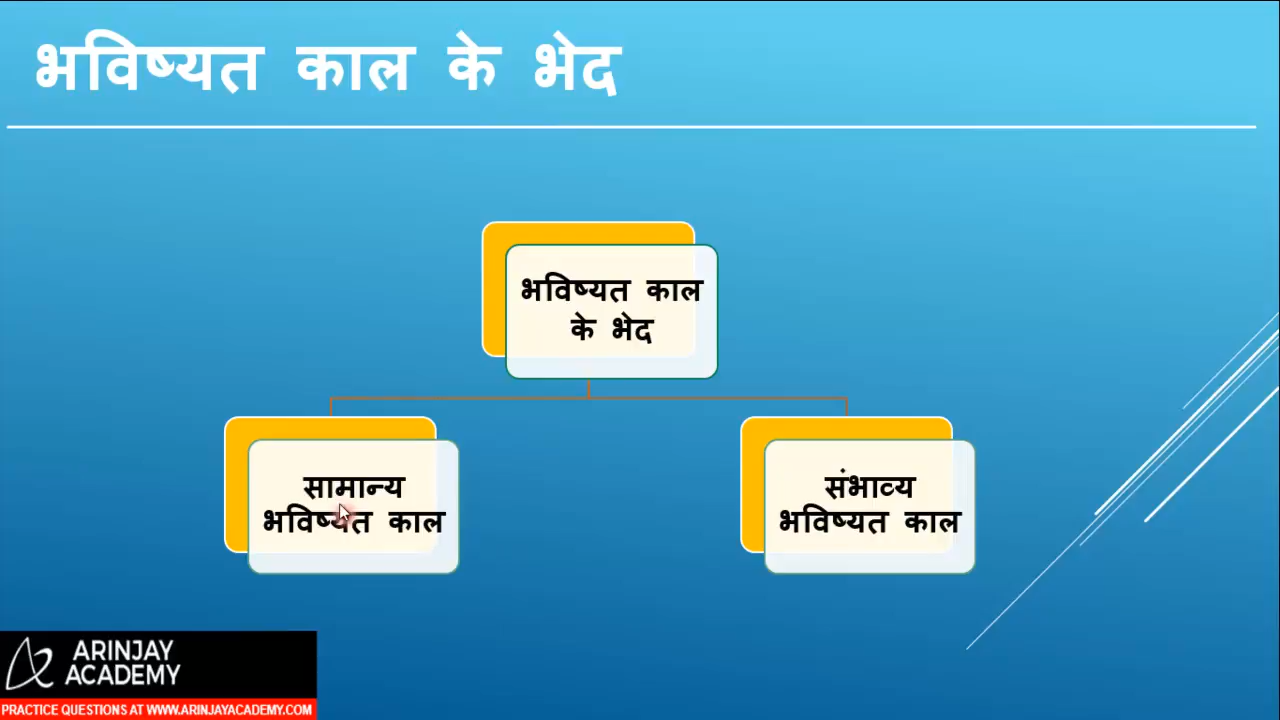 भविष्यत काल के भेद
भविष्यत काल
के भेद
सामान्य
भविष्यत काल
संभाव्य
भविष्यत काल
ARINJAY
ACADEMY
PRACTICE QUESTIONS AT WWW.ARINJAYACADEMY.COM